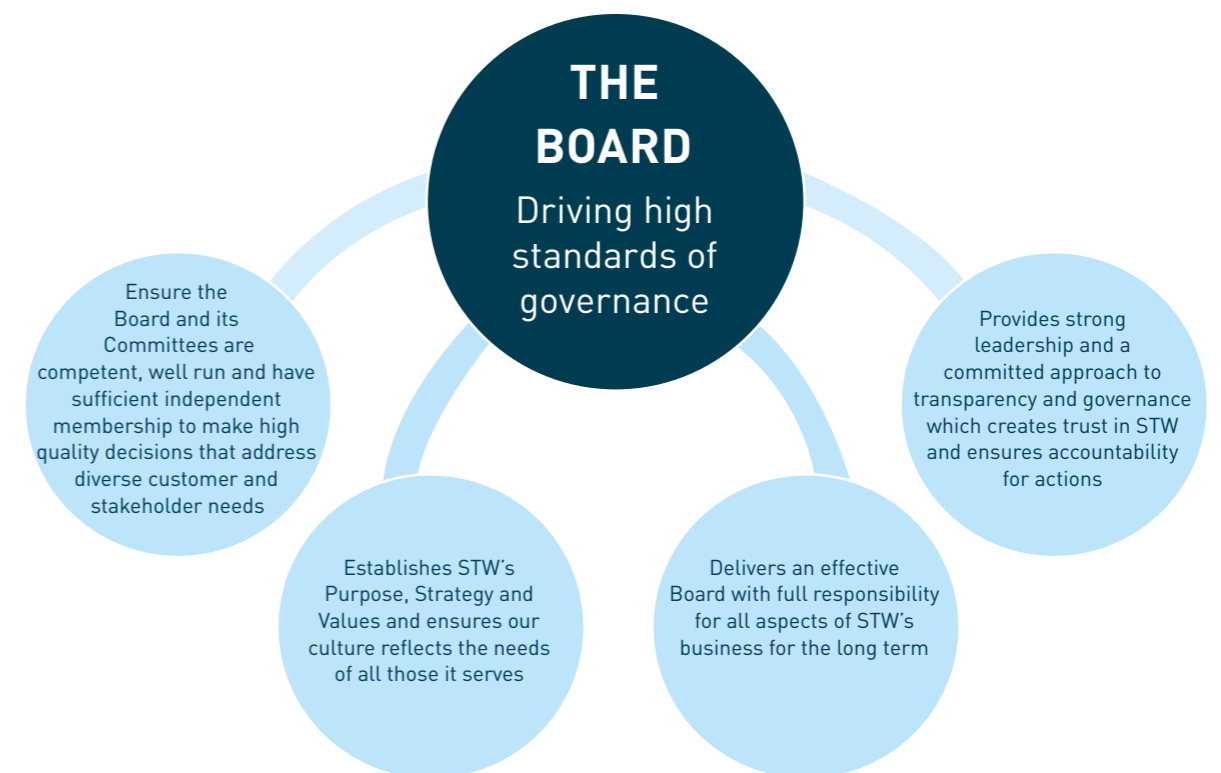 THE
BOARD
Driving high
standards of
governance
Ensure the
Board and its
Committees are
competent, well run and have
sufficient independent
membership to make high
quality decisions that address
diverse customer and
stakeholder needs
Establishes STW’s
Purpose, Strategy and
Values and ensures our
culture reflects the needs
of all those it serves
Delivers an effective
Board with full responsibility
for all aspects of STW’s
business for the long term
Provides strong
leadership and a
committed approach to
transparency and governance
which creates trust in STW
and ensures accountability
for actions